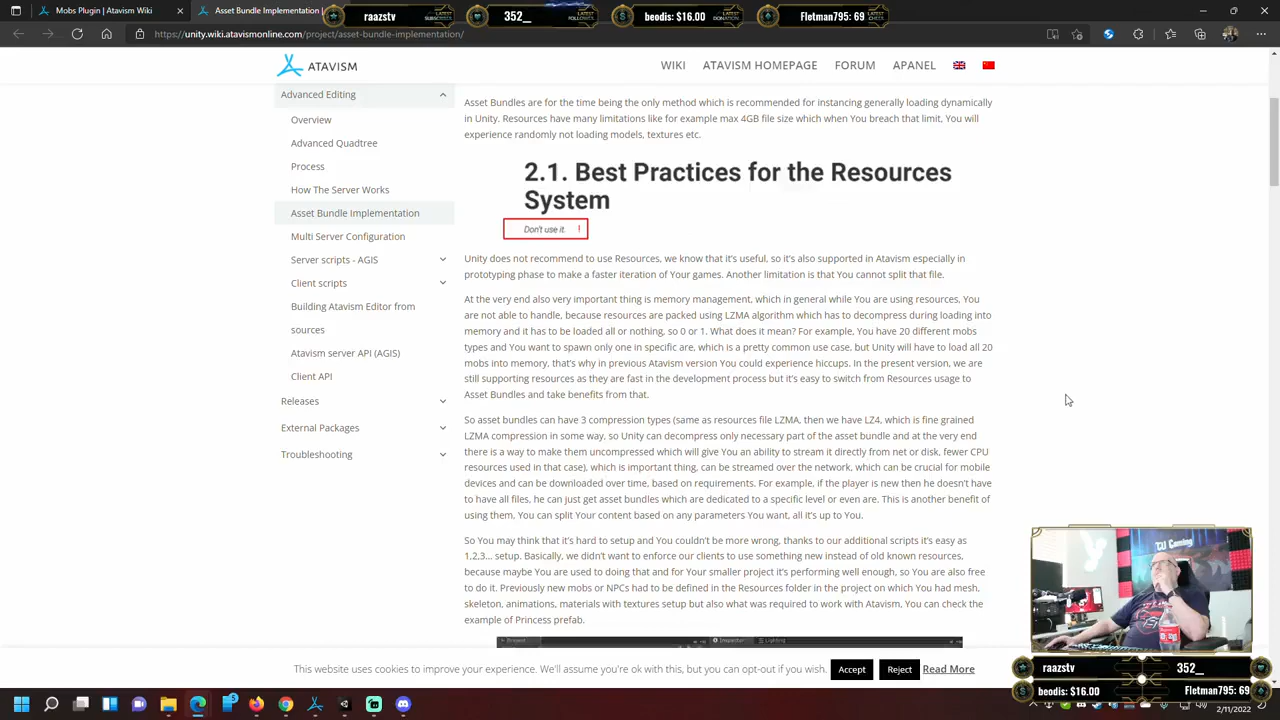 Mobs Plugin | Atavism Wiki
Asset Bundle Implementation
raazstv
352_
beodis: $16.00
Fletman795: 69
https://unity.wiki.atavismonline.com/project/asset-bundle-implementation/
ATAVISM
WIKI
ATAVISM HOMEPAGE
FORUM
APANEL
Advanced Editing
Overview
Advanced Quadtree
Process
How The Server Works
Asset Bundle Implementation
Multi Server Configuration
Server scripts - AGIS
Client scripts
Building Atavism Editor from
sources
Atavism server API (AGIS)
Client API
Releases
External Packages
Troubleshooting
Asset Bundles are for the time being the only method which is recommended for instancing generally loading dynamically
in Unity. Resources have many limitations like for example max 4GB file size which when You breach that limit, You will
experience randomly not loading models, textures etc.
2.1. Best Practices for the Resources
System
Don't use it. !
Unity does not recommend to use Resources, we know that it's useful, so it's also supported in Atavism especially in
prototyping phase to make a faster iteration of Your games. Another limitation is that You cannot split that file.
At the very end also very important thing is memory management, which in general while You are using resources, You
are not able to handle, because resources are packed using LZMA algorithm which has to decompress during loading into
memory and it has to be loaded all or nothing, so 0 or 1. What does it mean? For example, You have 20 different mobs
types and You want to spawn only one in specific are, which is a pretty common use case, but Unity will have to load all 20
mobs into memory, that's why in previous Atavism version You could experience hiccups. In the present version, we are
still supporting resources as they are fast in the development process but it's easy to switch from Resources usage to
Asset Bundles and take benefits from that.
So asset bundles can have 3 compression types (same as resources file LZMA, then we have LZ4, which is fine grained
LZMA compression in some way, so Unity can decompress only necessary part of the asset bundle and at the very end
there is a way to make them uncompressed which will give You an ability to stream it directly from net or disk, fewer CPU
resources used in that case), which is important thing, can be streamed over the network, which can be crucial for mobile
devices and can be downloaded over time, based on requirements. For example, if the player is new then he doesn't have
to have all files, he can just get asset bundles which are dedicated to a specific level or even are. This is another benefit of
using them, You can split Your content based on any parameters You want, all it's up to You.
So You may think that it's hard to setup and You couldn't be more wrong, thanks to our additional scripts it's easy as
1,2,3... setup. Basically, we didn't want to enforce our clients to use something new instead of old known resources,
because maybe You are used to doing that and for Your smaller project it's performing well enough, so You are also free
to do it. Previously new mobs or NPCs had to be defined in the Resources folder in the project on which You had mesh,
skeleton, animations, materials with textures setup but also what was required to work with Atavism, You can check the
example of Princess prefab.
Project
Inspector
Lighting
This website uses cookies to improve your experience. We'll assume you're ok with this, but you can opt-out if you wish.
Accept
Reject
Read More
raazstv
352_
beodis: $16.00
Fletman795: 69
2/11/2022